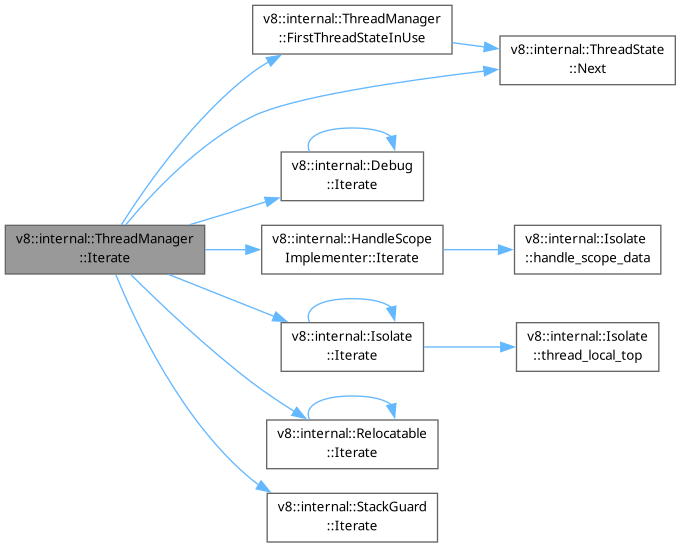 v8::internal::ThreadManager
::FirstThreadStateInUse
v8::internal::ThreadState
::Next
v8::internal::Debug
::Iterate
v8::internal::ThreadManager
::Iterate
v8::internal::HandleScope
Implementer::Iterate
v8::internal::Isolate
::handle_scope_data
v8::internal::Isolate
::Iterate
v8::internal::Isolate
::thread_local_top
v8::internal::Relocatable
::Iterate
v8::internal::StackGuard
::Iterate